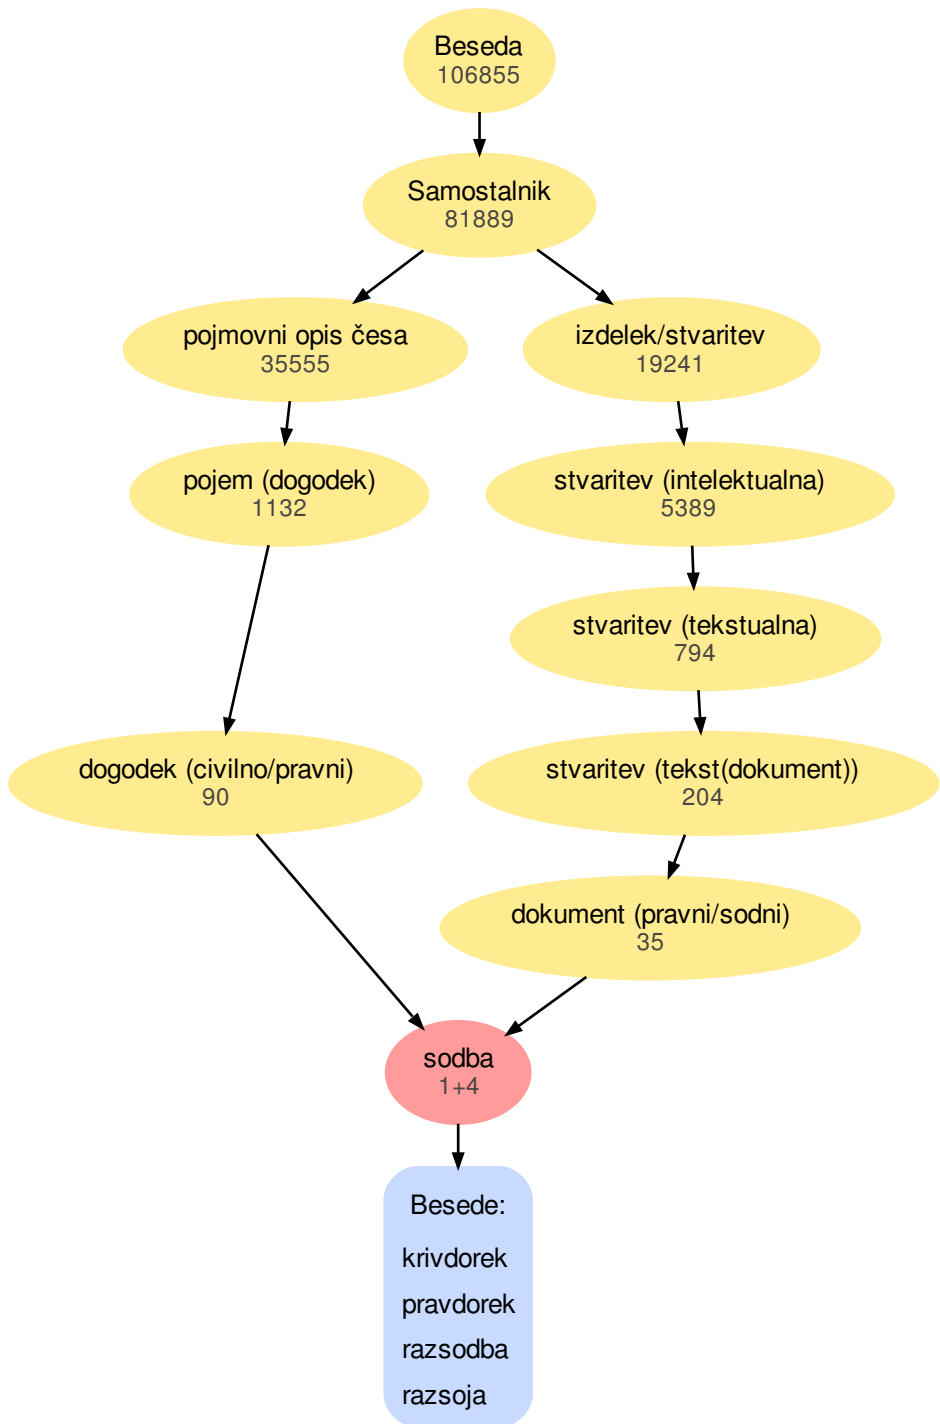 Beseda
106855
Samostalnik
81889
pojmovni opis česa
35555
izdelek/stvaritev
19241
pojem (dogodek)
1132
stvaritev (intelektualna)
5389
stvaritev (tekstualna)
794
dogodek (civilno/pravni)
90
stvaritev (tekst(dokument))
204
dokument (pravni/sodni)
35
sodba
1+4
Besede:
krivdorek
pravdorek
razsodba
razsoja